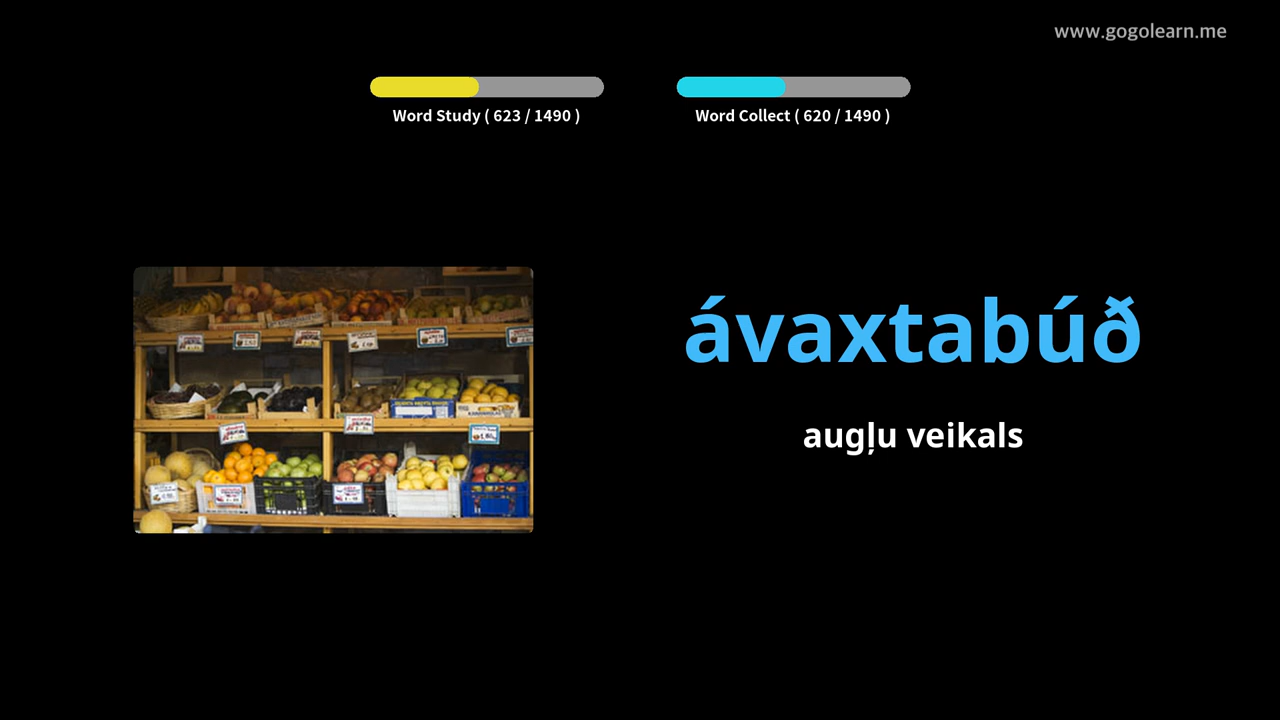 www.gogolearn.me
Word Study ( 623 / 1490 )
Word Collect ( 620 / 1490 )
ávaxtabúð
augļu veikals